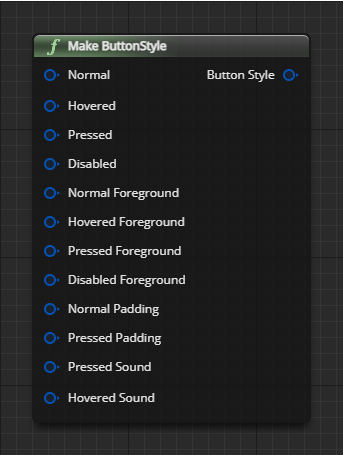 f Make ButtonStyle
Normal Button Style
Hovered
Pressed
Disabled
Normal Foreground
Hovered Foreground
Pressed Foreground
Disabled Foreground
Normal Padding
Pressed Padding
Pressed Sound
Hovered Sound